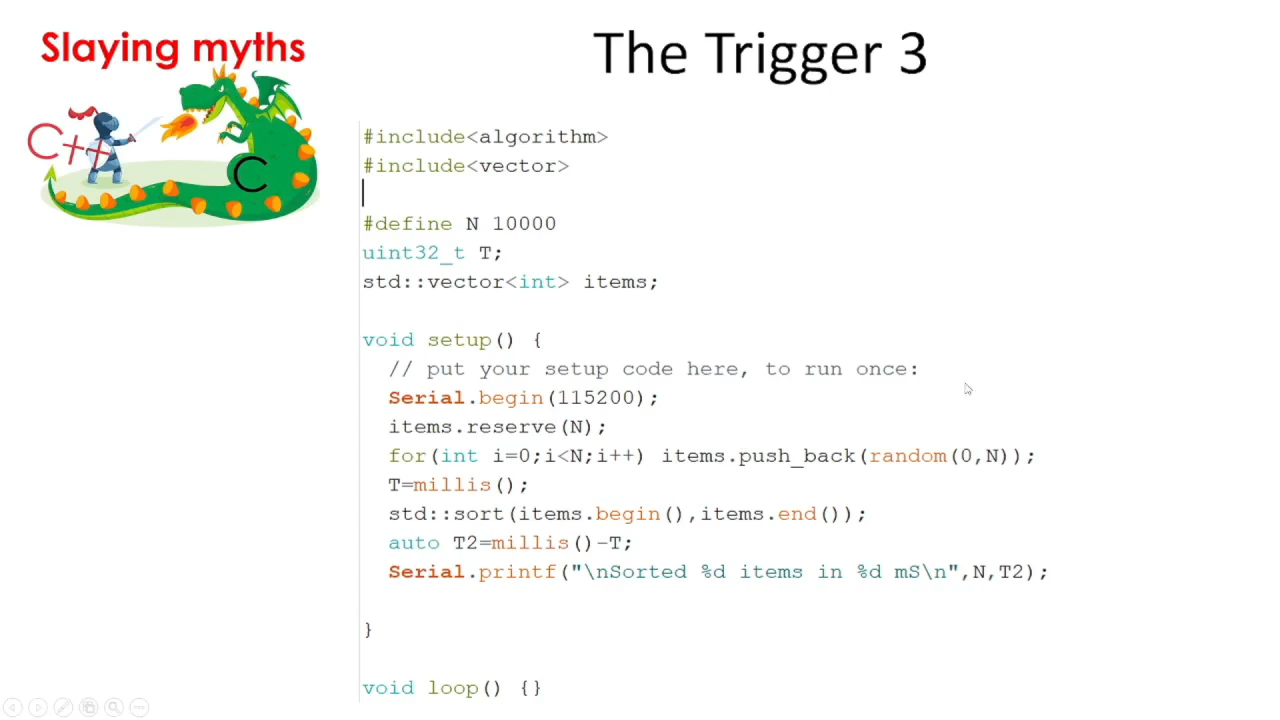 Slaying myths
The Trigger 3
C++
C
#include<algorithm>
#include<vector>
#define N 10000
uint32_t T;
std::vector<int> items;
void setup() {
// put your setup code here, to run once:
Serial.begin(115200);
items.reserve(N);
for(int i=0;i<N;i++) items.push_back(random(0,N));
T=millis();
std::sort(items.begin(),items.end());
auto T2=millis()-T;
Serial.printf("\nSorted %d items in %d mS\n",N,T2);
}
void loop() {}